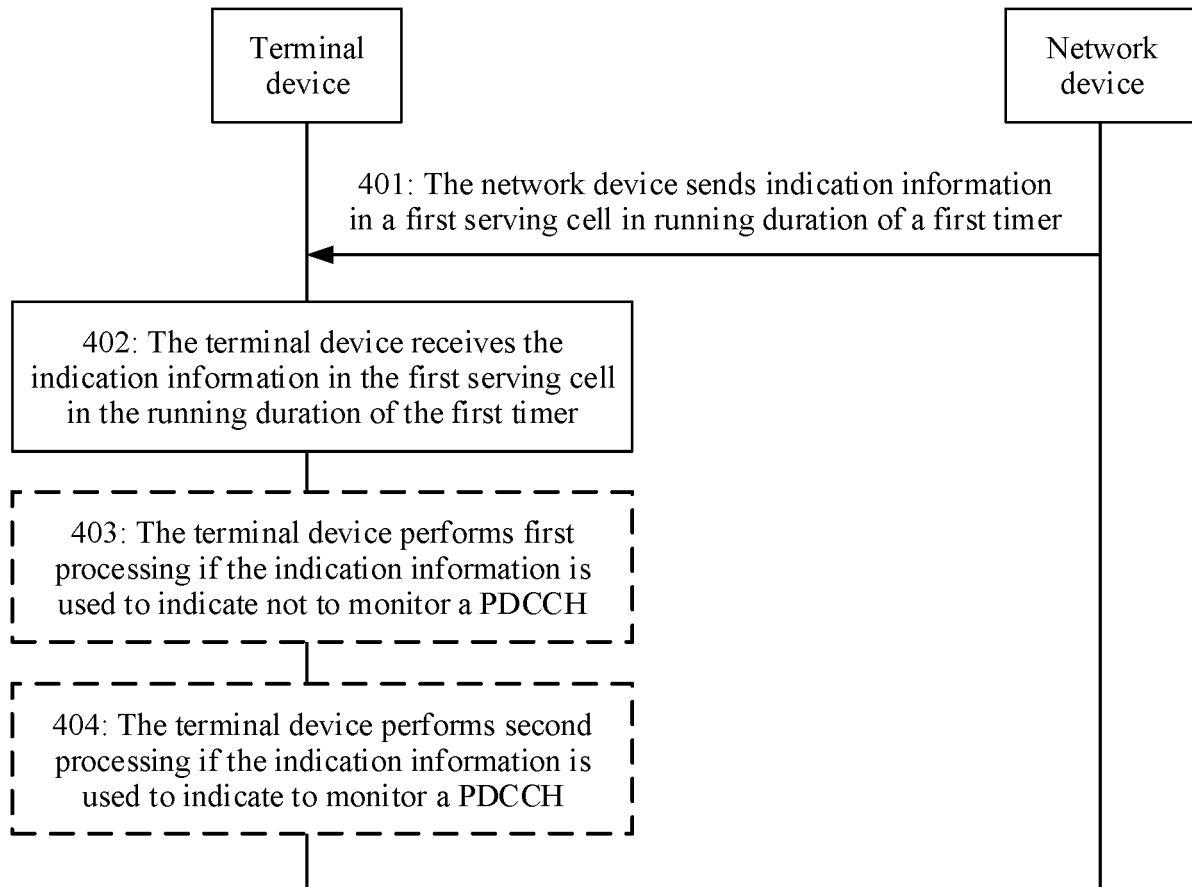 Terminal
device
Network
device
401: The network device sends indication information
in a first serving cell in running duration of a first timer
402: The terminal device receives the
indication information in the first serving cell
in the running duration of the first timer
403: The terminal device performs first
processing if the indication information is
used to indicate not to monitor a PDCCH
404: The terminal device performs second
processing if the indication information is
used to indicate to monitor a PDCCH